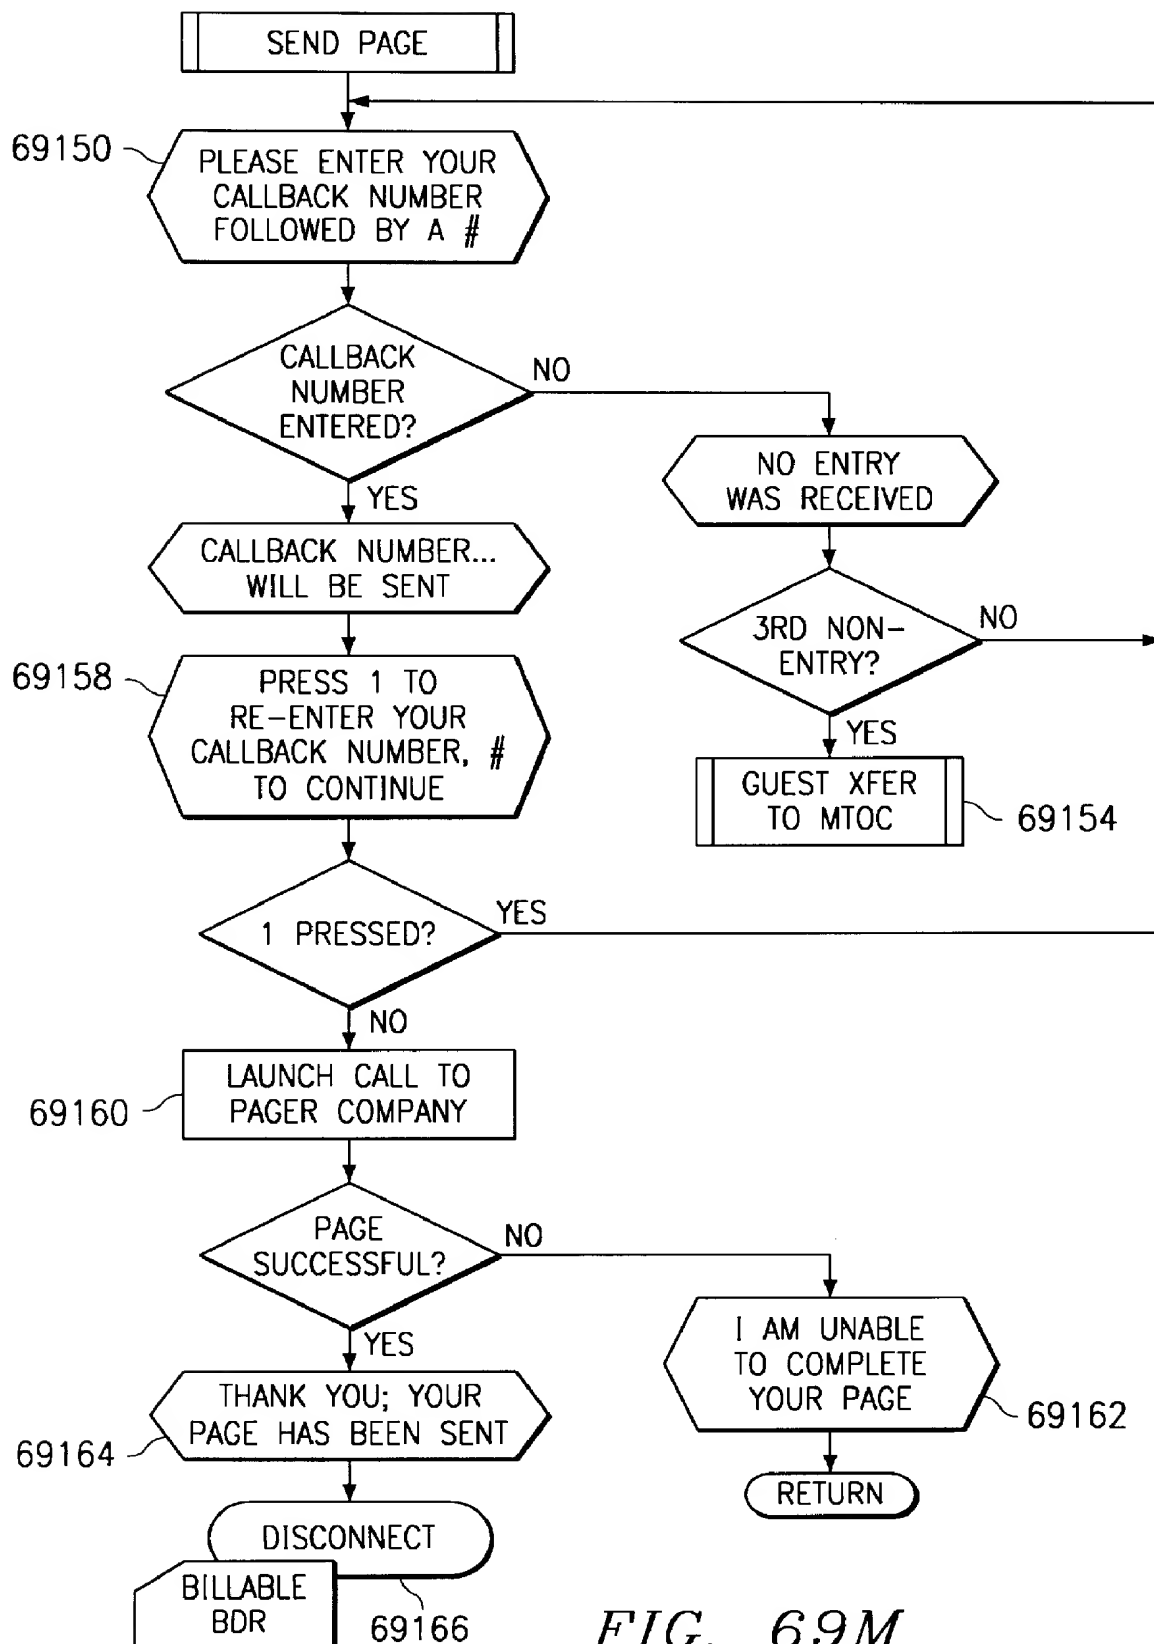 SEND PAGE
69150
PLEASE ENTER YOUR
CALLBACK NUMBER
FOLLOWED BY A #
CALLBACK
NUMBER
ENTERED?
NO
YES
NO ENTRY
WAS RECEIVED
CALLBACK NUMBER...
WILL BE SENT
3RD NON-
ENTRY?
NO
YES
GUEST XFER
TO MTOC
69154
69158
PRESS 1 TO
RE-ENTER YOUR
CALLBACK NUMBER, #
TO CONTINUE
1 PRESSED?
YES
NO
LAUNCH CALL TO
PAGER COMPANY
69160
PAGE
SUCCESSFUL?
NO
YES
I AM UNABLE
TO COMPLETE
YOUR PAGE
69162
RETURN
THANK YOU; YOUR
PAGE HAS BEEN SENT
69164
DISCONNECT
BILLABLE
BDR
69166
FIG. 69M